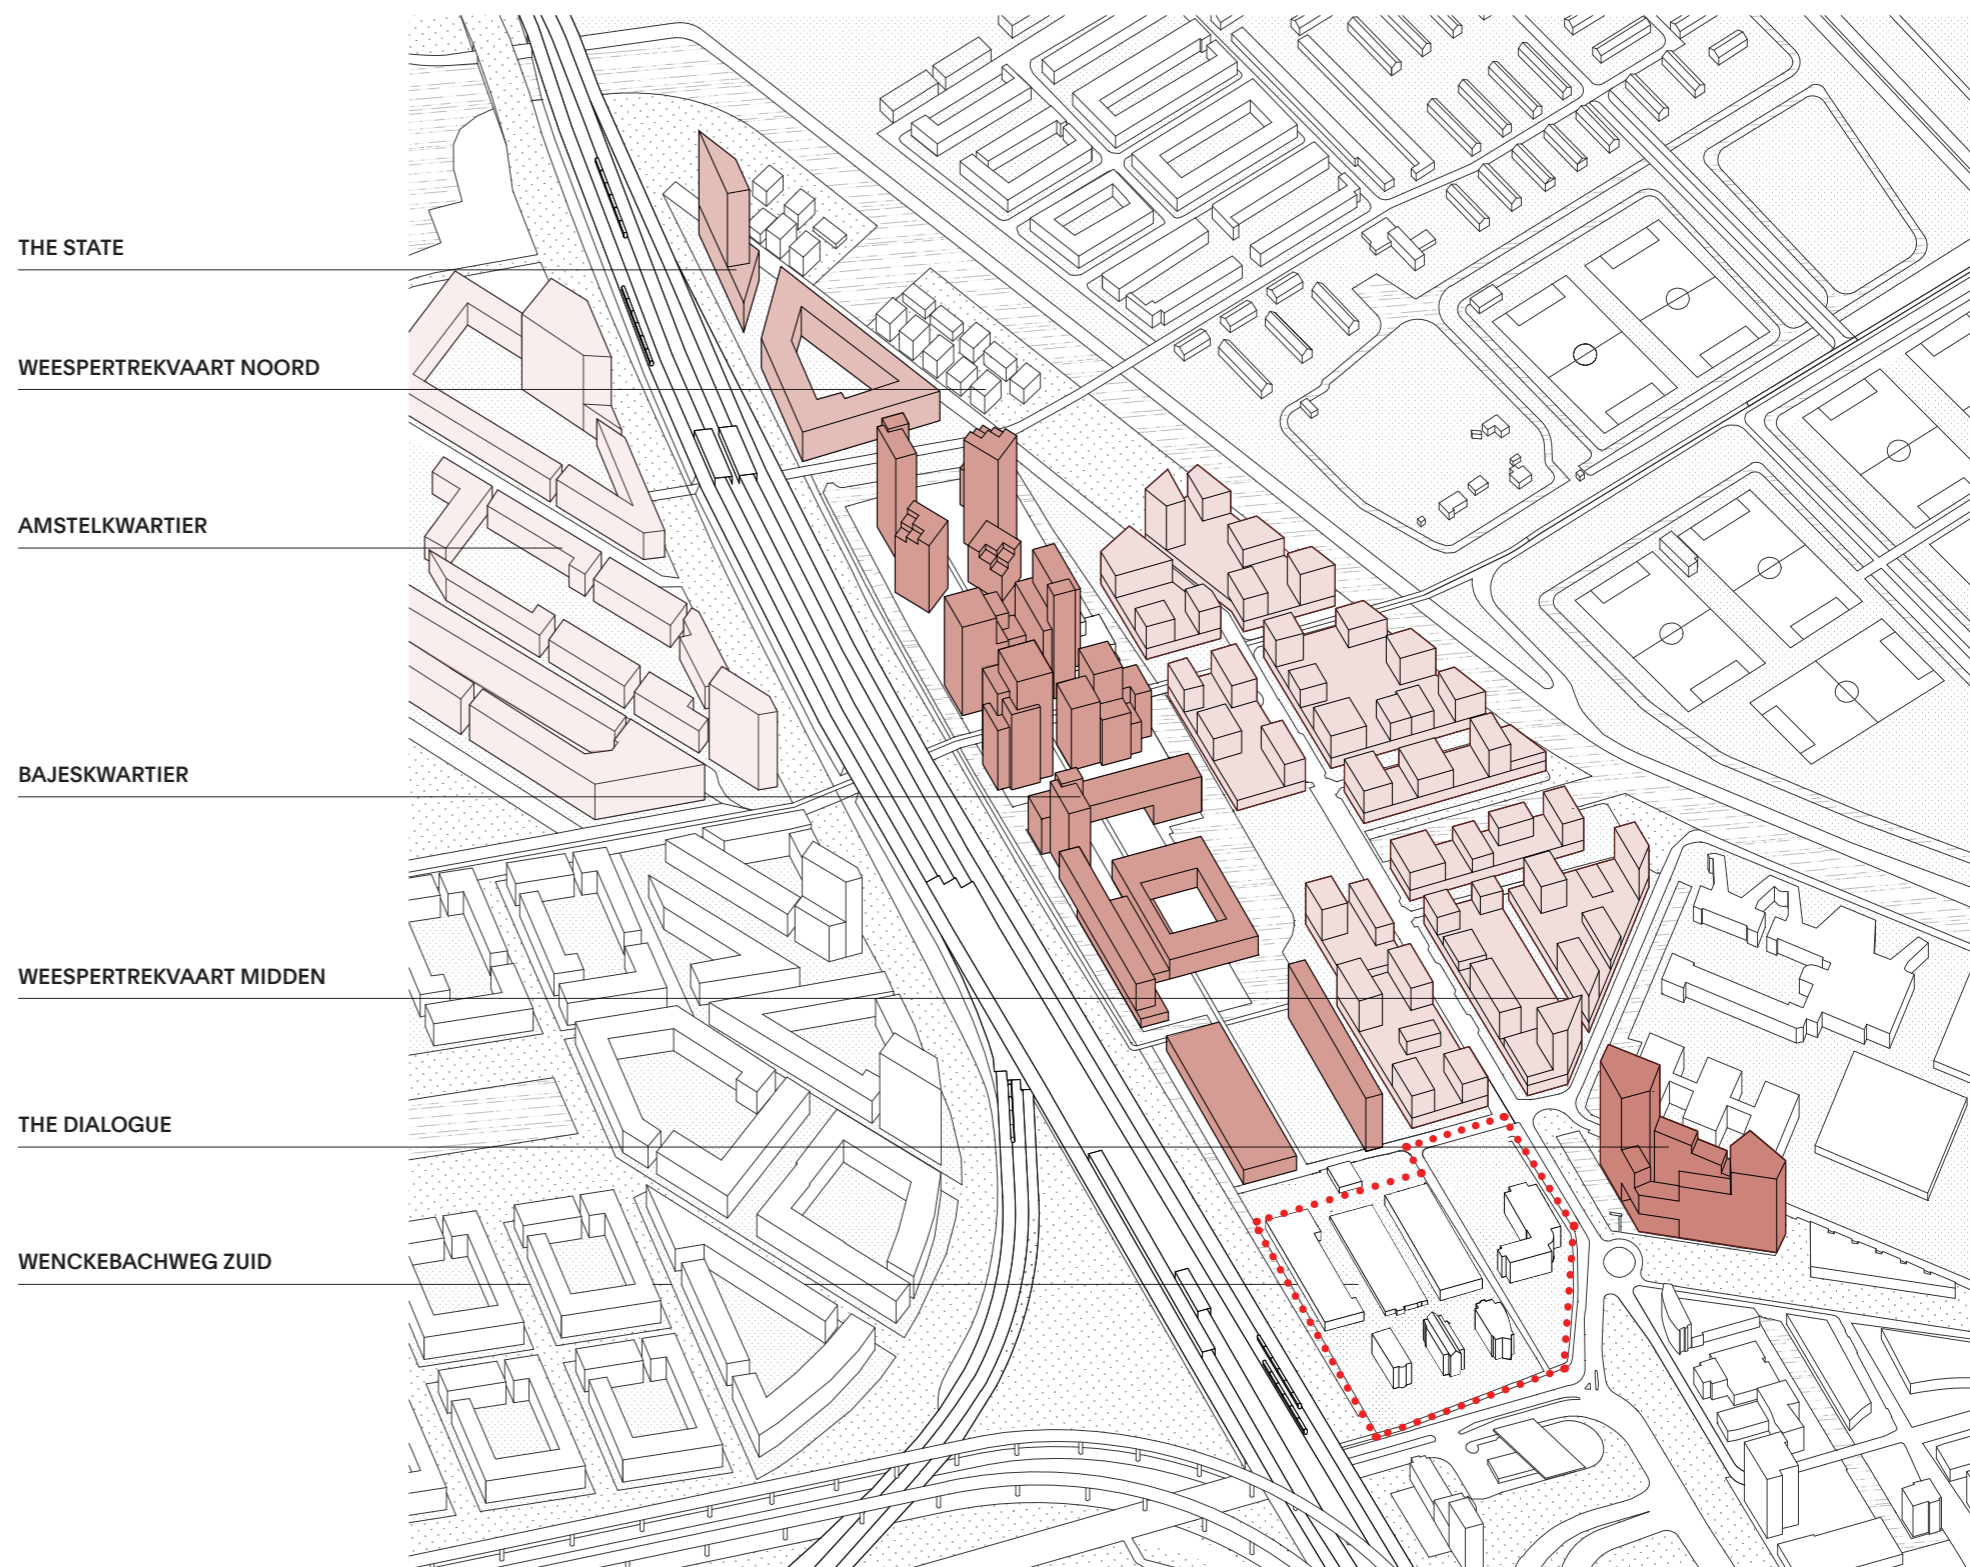 THE STATE
WEESPERTREKVAART NOORD
AMSTELKWARTIER
BAJESKWARTIER
WEESPERTREKVAART MIDDEN
THE DIALOGUE
WENCKEBACHWEG ZUID